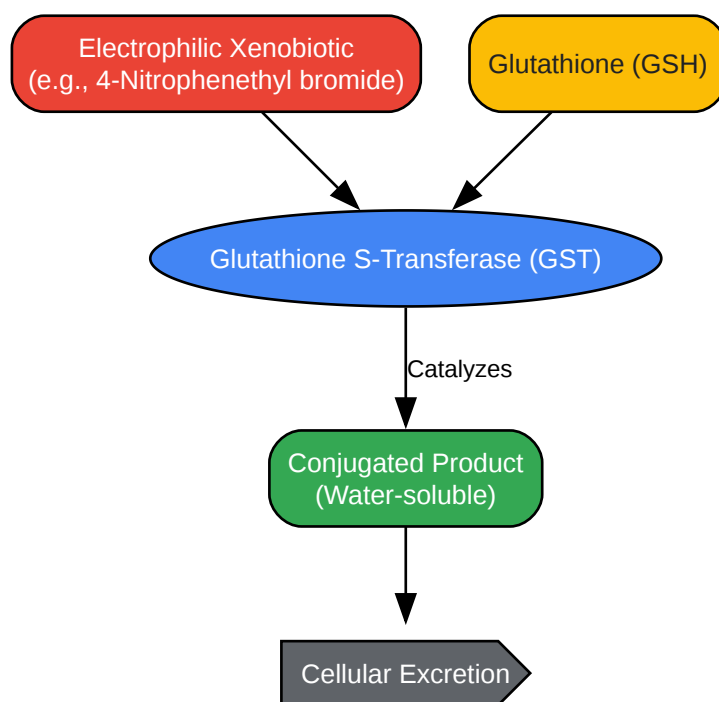 Electrophilic Xenobiotic
(e.g., 4-Nitrophenethyl bromide)
Glutathione (GSH)
Glutathione S-Transferase (GST)
Catalyzes
Conjugated Product
(Water-soluble)
Cellular Excretion